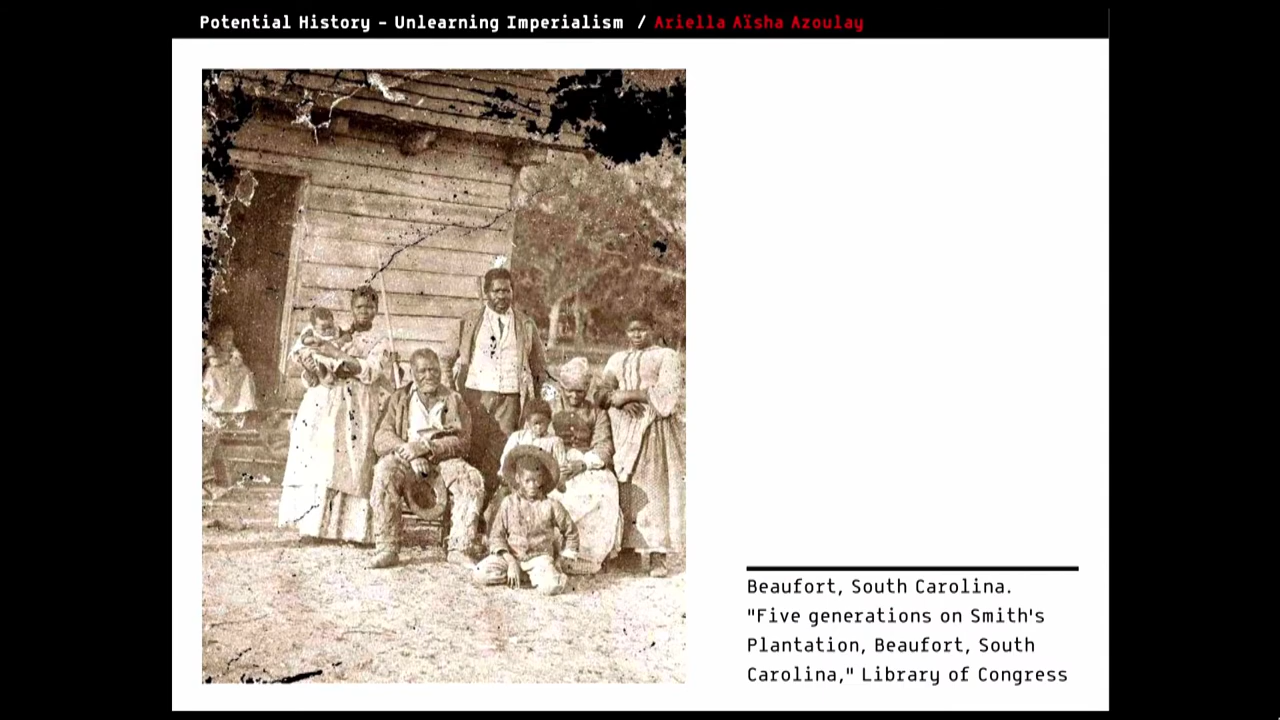 Potential History – Unlearning Imperialism / Ariella Aïsha Azoulay
Beaufort, South Carolina.
"Five generations on Smith's
Plantation, Beaufort, South
Carolina," Library of Congress